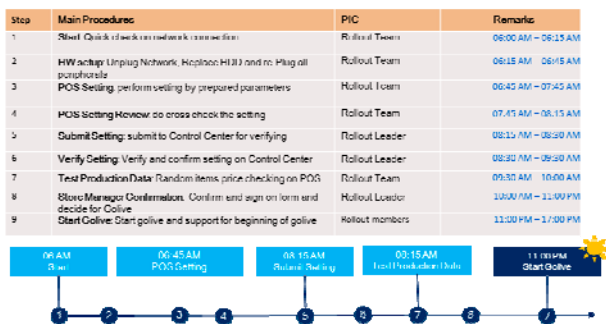 Step Main Procedures PIC Remarks
1 Start: Quick check on network connection Rollout Team 06:00 AM – 06:15 AM
2 HW setup: Unplug Network, Replace HDD and re-Plug all peripherals Rollout Team 06:15 AM – 06:45 AM
3 POS Setting: perform setting by prepared parameters Rollout Team 06:45 AM – 07:45 AM
4 POS Setting Review: do cross check the setting Rollout Team 07:45 AM – 08:15 AM
5 Submit Setting: submit to Control Center for verifying Rollout Leader 08:15 AM – 08:30 AM
6 Verify Setting: Verify and confirm setting on Control Center Rollout Leader 08:30 AM – 09:30 AM
7 Test Production Data: Random items price checking on POS Rollout Team 09:30 AM – 10:00 AM
8 Store Manager Confirmation: Confirm and sign on form and decide for Golive Rollout Leader 10:00 AM – 11:00 PM
9 Start Golive: Start golive and support for beginning of golive Rollout members 11:00 PM – 17:00 PM
06 AM
Start
06:45 AM
POS Setting
08:15 AM
Submit Setting
Test Production Data
11:00 PM
Start Golive
1 2 3 4 5 6 7 8